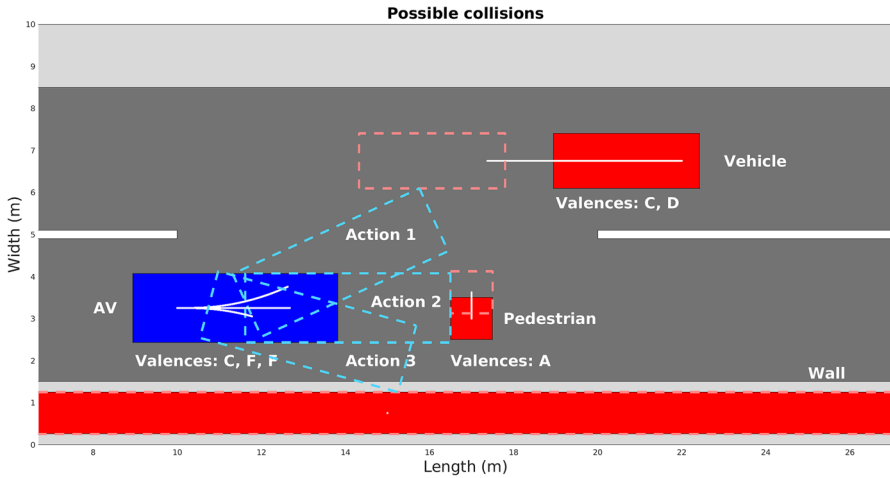 Possible collisions
10
9
8
7
6
5
4
3
2
1
0
Width (m)
Vehicle
Valences: C, D
Action 1
Action 2
AV
Pedestrian
Valences: C, F, F
Action 3
Valences: A
Wall
8
10
12
14
16
18
20
22
24
26
Length (m)